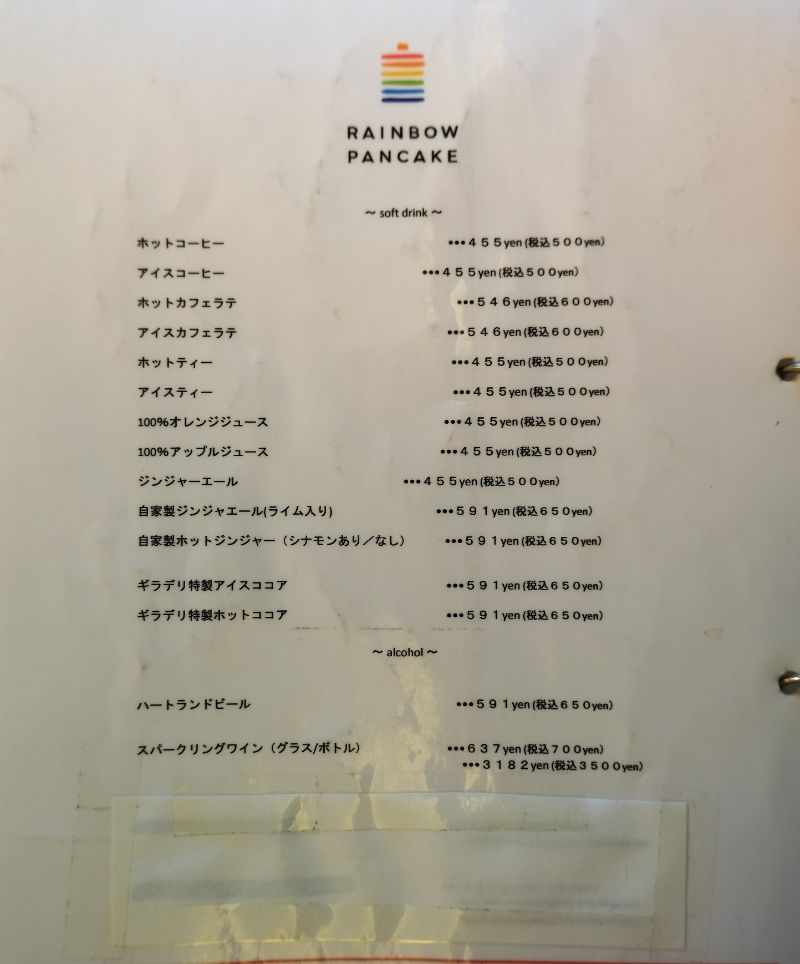 RAINBOW
PANCAKE
～ soft drink ～
ホットコーヒー •••４５５yen(税込５００yen)
アイスコーヒー •••４５５yen(税込５００yen)
ホットカフェラテ •••５４６yen(税込６００yen)
アイスカフェラテ •••５４６yen(税込６００yen)
ホットティー •••４５５yen(税込５００yen)
アイスティー •••４５５yen(税込５００yen)
100%オレンジジュース •••４５５yen(税込５００yen)
100%アップルジュース •••４５５yen(税込５００yen)
ジンジャーエール •••４５５yen(税込５００yen)
自家製ジンジャエール(ライム入り) •••５９１yen(税込６５０yen)
自家製ホットジンジャー（シナモンあり／なし） •••５９１yen(税込６５０yen)
ギラデリ特製アイスココア •••５９１yen(税込６５０yen)
ギラデリ特製ホットココア •••５９１yen(税込６５０yen)
～ alcohol ～
ハートランドビール •••５９１yen(税込６５０yen)
スパークリングワイン（グラス/ボトル） •••６３７yen(税込７００yen)
•••３１８２yen(税込３５００yen)